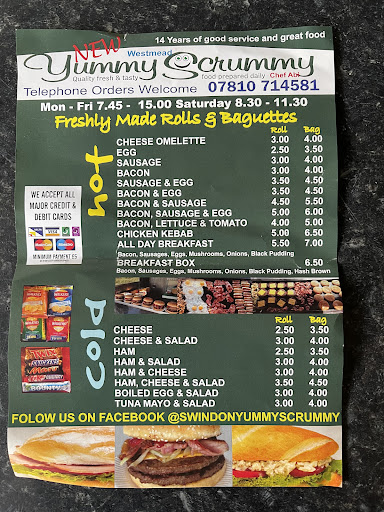 14 Years of good service and great food
NEW Westmead
Yummy Scrummy
Quality fresh & tasty food prepared daily Chef Abi
Telephone Orders Welcome 07810 714581
Mon - Fri 7.45 - 15.00 Saturday 8.30 - 11.30
Freshly Made Rolls & Baguettes
hot
Roll Bag
CHEESE OMELETTE 3.00 4.00
EGG 2.50 3.50
SAUSAGE 3.00 4.00
BACON 3.00 4.00
SAUSAGE & EGG 3.50 4.50
BACON & EGG 3.50 4.50
BACON & SAUSAGE 4.50 5.50
BACON, SAUSAGE & EGG 5.00 6.00
BACON, LETTUCE & TOMATO 4.00 5.00
CHICKEN KEBAB 5.00 6.50
ALL DAY BREAKFAST 5.50 7.00
Bacon, Sausages, Eggs, Mushrooms, Onions, Black Pudding
BREAKFAST BOX 6.50
Bacon, Sausages, Eggs, Mushrooms, Onions, Black Pudding, Hash Brown
WE ACCEPT ALL
MAJOR CREDIT &
DEBIT CARDS
MINIMUM PAYMENT £5
cold
Roll Bag
CHEESE 2.50 3.50
CHEESE & SALAD 3.00 4.00
HAM 2.50 3.50
HAM & SALAD 3.00 4.00
HAM & CHEESE 3.00 4.00
HAM, CHEESE & SALAD 3.50 4.50
BOILED EGG & SALAD 3.00 4.00
TUNA MAYO & SALAD 3.00 4.00
TWIX
BOUNTY
FOLOW US ON FACEBOOK @SWINDONYUMMYSCRUMMY